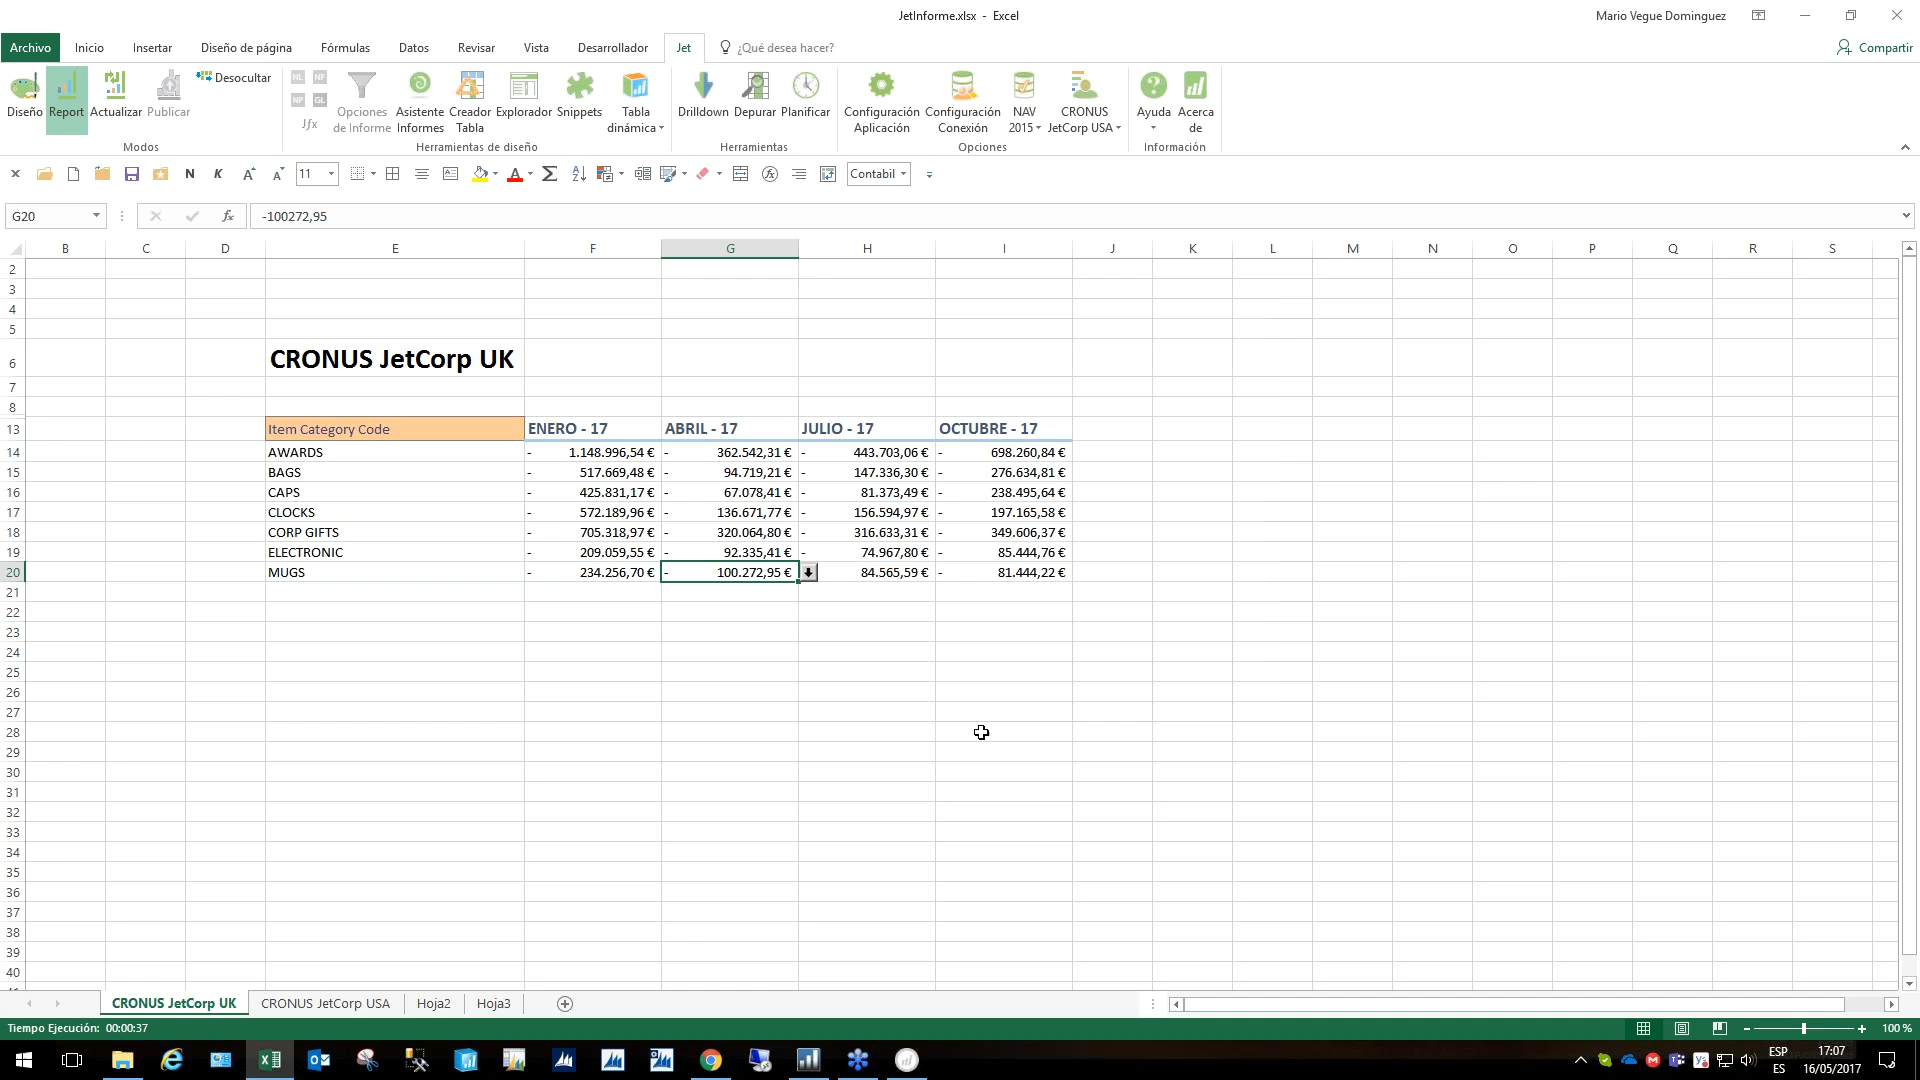 JetInforme.xlsx - Excel
Mario Vegue Dominguez
Archivo Inicio Insertar Diseño de página Fórmulas Datos Revisar Vista Desarrollador Jet ¿Qué desea hacer? Compartir
Desocultar
NL NF
NP GL
Jfx
Diseño Report Actualizar Publicar Opciones de Informe Asistente Informes Creador Tabla Explorador Snippets Tabla dinámica Drilldown Depurar Planificar Configuración Aplicación Configuración Conexión NAV 2015 CRONUS JetCorp USA Ayuda Acerca de
Modos Herramientas de diseño Herramientas Opciones Información
N K A A 11 Contabil
G20 fx -100272,95
B C D E F G H I J K L M N O P Q R S
2
3
4
5
6 CRONUS JetCorp UK
7
8
13 Item Category Code ENERO - 17 ABRIL - 17 JULIO - 17 OCTUBRE - 17
14 AWARDS - 1.148.996,54 € - 362.542,31 € - 443.703,06 € - 698.260,84 €
15 BAGS - 517.669,48 € - 94.719,21 € - 147.336,30 € - 276.634,81 €
16 CAPS - 425.831,17 € - 67.078,41 € - 81.373,49 € - 238.495,64 €
17 CLOCKS - 572.189,96 € - 136.671,77 € - 156.594,97 € - 197.165,58 €
18 CORP GIFTS - 705.318,97 € - 320.064,80 € - 316.633,31 € - 349.606,37 €
19 ELECTRONIC - 209.059,55 € - 92.335,41 € - 74.967,80 € - 85.444,76 €
20 MUGS - 234.256,70 € - 100.272,95 € 84.565,59 € - 81.444,22 €
21
22
23
24
25
26
27
28
29
30
31
32
33
34
35
36
37
38
39
40
CRONUS JetCorp UK CRONUS JetCorp USA Hoja2 Hoja3
Tiempo Ejecución: 00:00:37 100 %
ESP 17:07
ES 16/05/2017